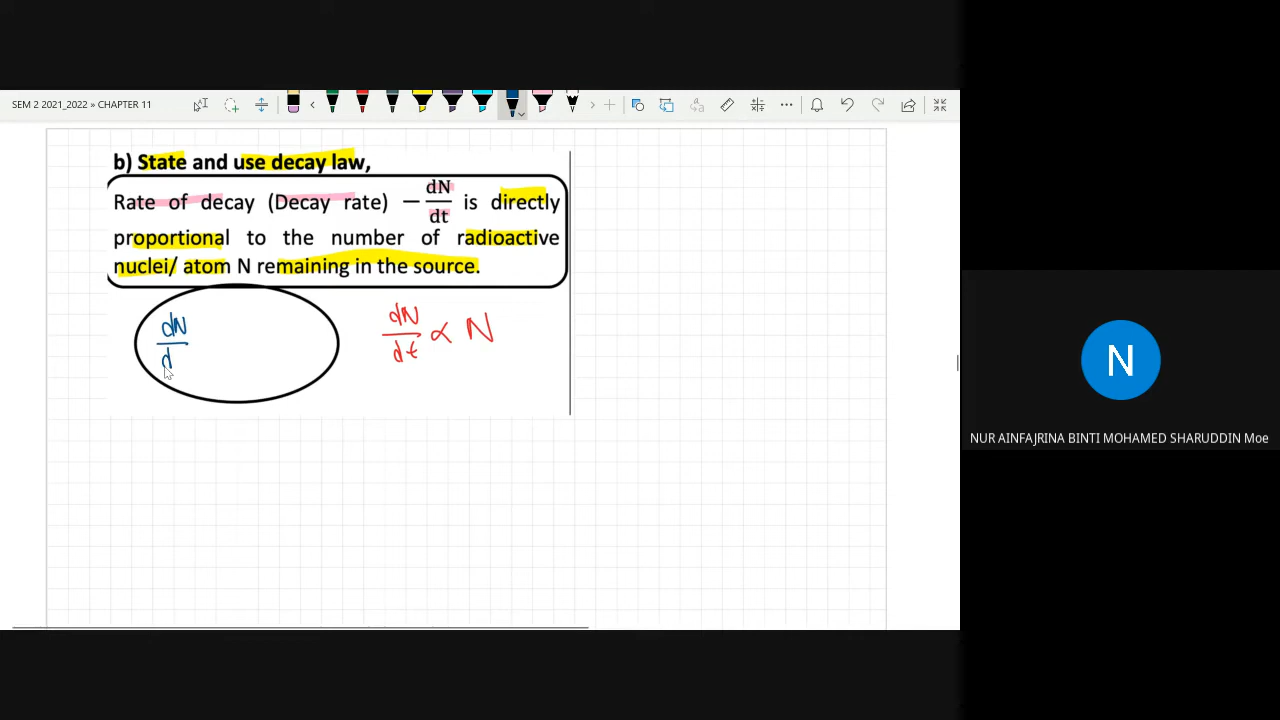 SEM 2 2021_2022 » CHAPTER 11
b) State and use decay law,
Rate of decay (Decay rate) − dN/dt is directly
proportional to the number of radioactive
nuclei/ atom N remaining in the source.
dN/d
dN/dt ∝ N
N
NUR AINFAJRINA BINTI MOHAMED SHARUDDIN Moe